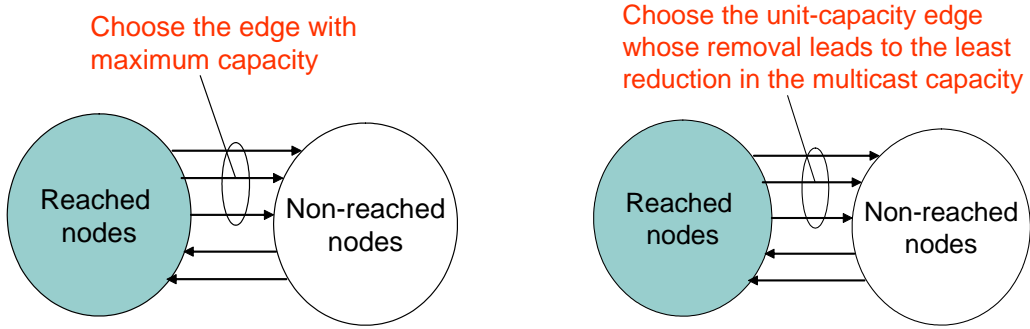 Choose the edge with
maximum capacity
Reached
nodes
Non-reached
nodes
Choose the unit-capacity edge
whose removal leads to the least
reduction in the multicast capacity
Reached
nodes
Non-reached
nodes